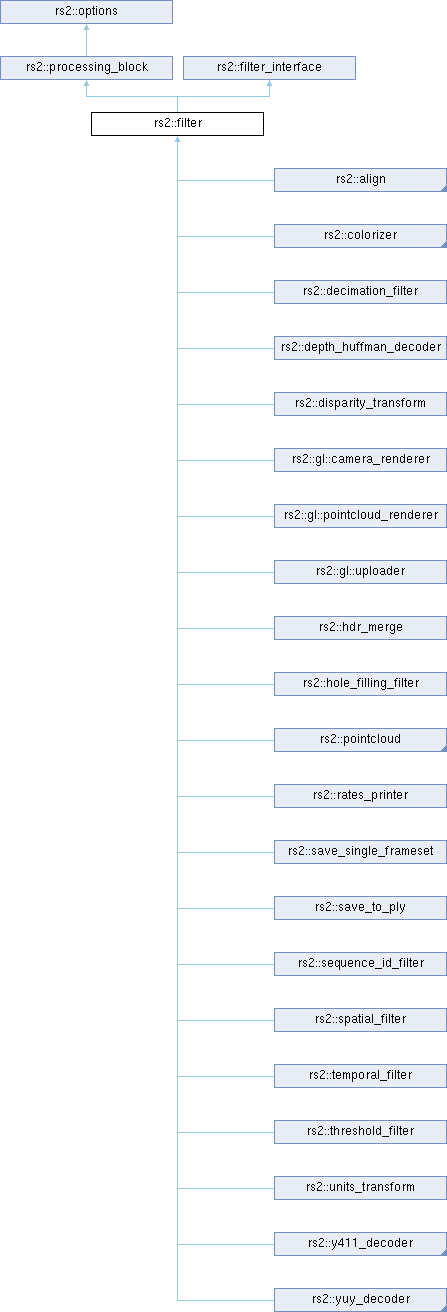 rs2::options
rs2::processing_block
rs2::filter_interface
rs2::filter
rs2::align
rs2::colorizer
rs2::decimation_filter
rs2::depth_huffman_decoder
rs2::disparity_transform
rs2::gl::camera_renderer
rs2::gl::pointcloud_renderer
rs2::gl::uploader
rs2::hdr_merge
rs2::hole_filling_filter
rs2::pointcloud
rs2::rates_printer
rs2::save_single_frameset
rs2::save_to_ply
rs2::sequence_id_filter
rs2::spatial_filter
rs2::temporal_filter
rs2::threshold_filter
rs2::units_transform
rs2::y411_decoder
rs2::yuy_decoder